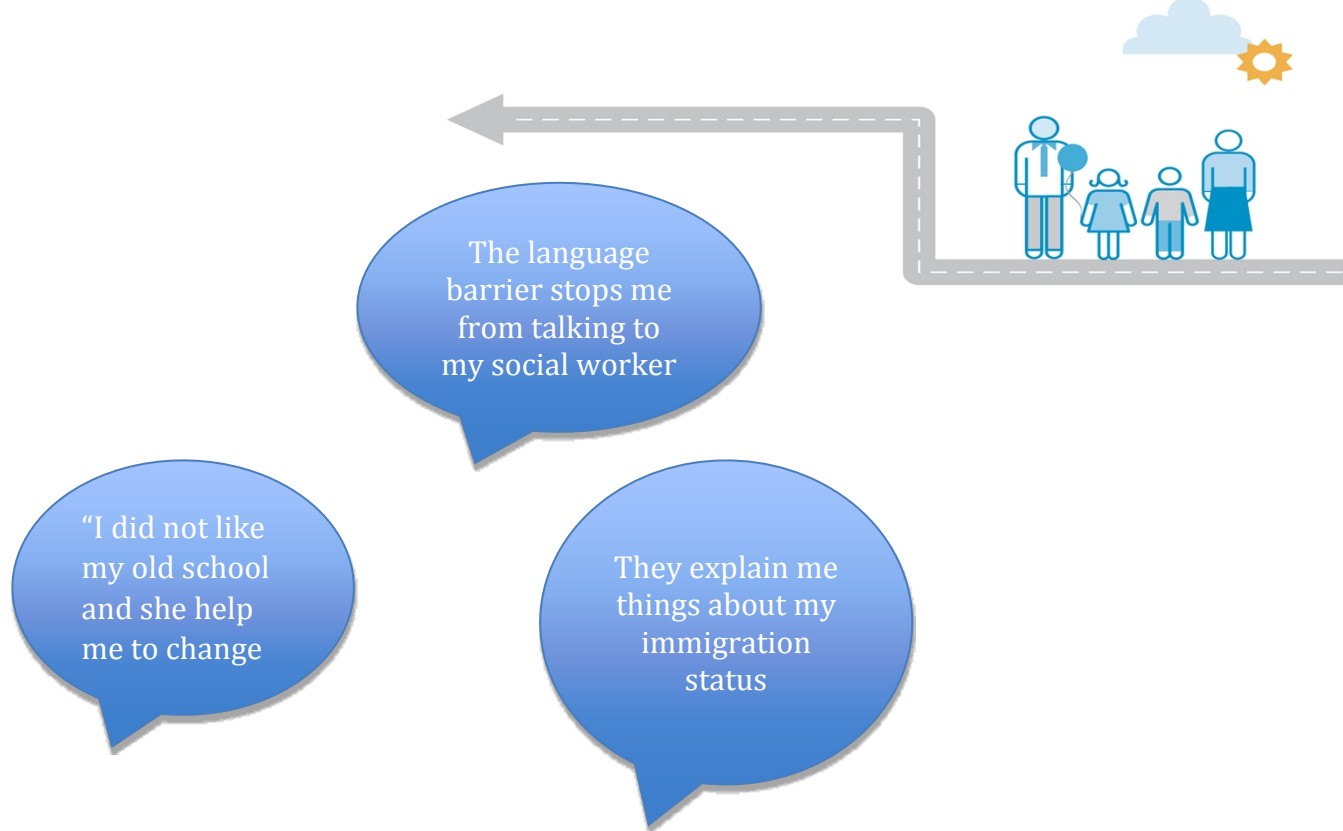 The language
barrier stops me
from talking to
my social worker
“I did not like
my old school
and she help
me to change
They explain me
things about my
immigration
status